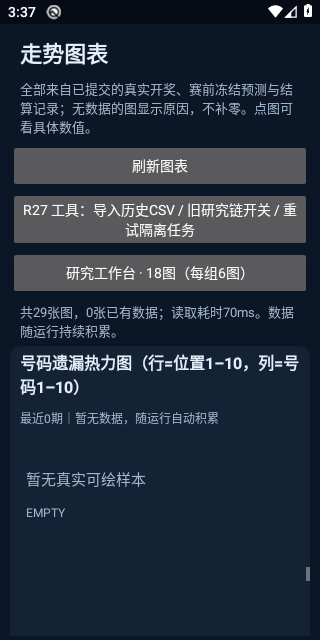 3:37
走势图表
全部来自已提交的真实开奖、赛前冻结预测与结
算记录；无数据的图显示原因，不补零。点图可
看具体数值。
刷新图表
R27 工具：导入历史CSV / 旧研究链开关 / 重
试隔离任务
研究工作台 · 18图（每组6图）
共29张图，0张已有数据；读取耗时70ms。数据
随运行持续积累。
号码遗漏热力图（行=位置1–10，列=号
码1–10）
最近0期｜暂无数据，随运行自动积累
暂无真实可绘样本
EMPTY